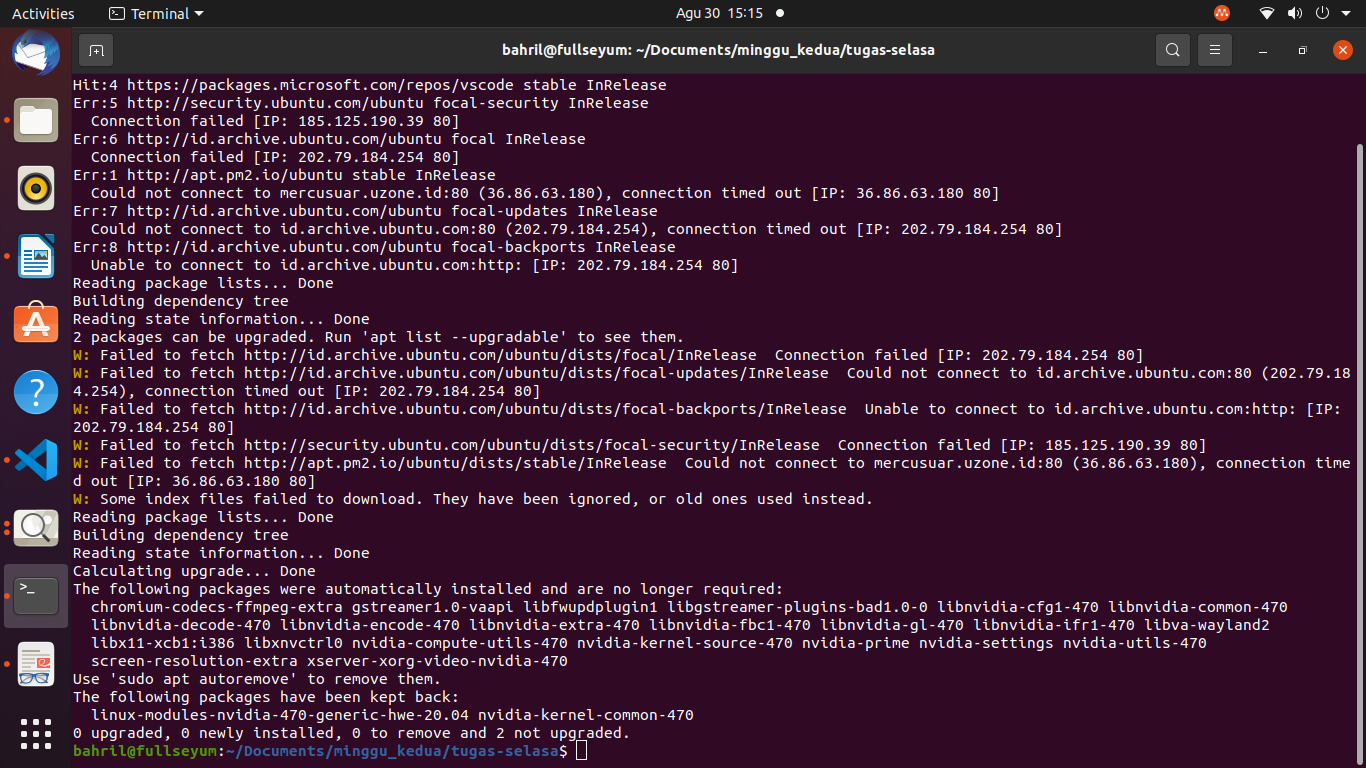 Activities
Terminal
Agu 30 15:15
bahril@fullseyum: ~/Documents/minggu_kedua/tugas-selasa
Hit:4 https://packages.microsoft.com/repos/vscode stable InRelease
Err:5 http://security.ubuntu.com/ubuntu focal-security InRelease
  Connection failed [IP: 185.125.190.39 80]
Err:6 http://id.archive.ubuntu.com/ubuntu focal InRelease
  Connection failed [IP: 202.79.184.254 80]
Err:1 http://apt.pm2.io/ubuntu stable InRelease
  Could not connect to mercusuar.uzone.id:80 (36.86.63.180), connection timed out [IP: 36.86.63.180 80]
Err:7 http://id.archive.ubuntu.com/ubuntu focal-updates InRelease
  Could not connect to id.archive.ubuntu.com:80 (202.79.184.254), connection timed out [IP: 202.79.184.254 80]
Err:8 http://id.archive.ubuntu.com/ubuntu focal-backports InRelease
  Unable to connect to id.archive.ubuntu.com:http: [IP: 202.79.184.254 80]
Reading package lists... Done
Building dependency tree
Reading state information... Done
2 packages can be upgraded. Run 'apt list --upgradable' to see them.
W: Failed to fetch http://id.archive.ubuntu.com/ubuntu/dists/focal/InRelease  Connection failed [IP: 202.79.184.254 80]
W: Failed to fetch http://id.archive.ubuntu.com/ubuntu/dists/focal-updates/InRelease  Could not connect to id.archive.ubuntu.com:80 (202.79.18
4.254), connection timed out [IP: 202.79.184.254 80]
W: Failed to fetch http://id.archive.ubuntu.com/ubuntu/dists/focal-backports/InRelease  Unable to connect to id.archive.ubuntu.com:http: [IP:
202.79.184.254 80]
W: Failed to fetch http://security.ubuntu.com/ubuntu/dists/focal-security/InRelease  Connection failed [IP: 185.125.190.39 80]
W: Failed to fetch http://apt.pm2.io/ubuntu/dists/stable/InRelease  Could not connect to mercusuar.uzone.id:80 (36.86.63.180), connection time
d out [IP: 36.86.63.180 80]
W: Some index files failed to download. They have been ignored, or old ones used instead.
Reading package lists... Done
Building dependency tree
Reading state information... Done
Calculating upgrade... Done
The following packages were automatically installed and are no longer required:
  chromium-codecs-ffmpeg-extra gstreamer1.0-vaapi libfwupdplugin1 libgstreamer-plugins-bad1.0-0 libnvidia-cfg1-470 libnvidia-common-470
  libnvidia-decode-470 libnvidia-encode-470 libnvidia-extra-470 libnvidia-fbc1-470 libnvidia-gl-470 libnvidia-ifr1-470 libva-wayland2
  libx11-xcb1:i386 libxnvctrl0 nvidia-compute-utils-470 nvidia-kernel-source-470 nvidia-prime nvidia-settings nvidia-utils-470
  screen-resolution-extra xserver-xorg-video-nvidia-470
Use 'sudo apt autoremove' to remove them.
The following packages have been kept back:
  linux-modules-nvidia-470-generic-hwe-20.04 nvidia-kernel-common-470
0 upgraded, 0 newly installed, 0 to remove and 2 not upgraded.
bahril@fullseyum:~/Documents/minggu_kedua/tugas-selasa$